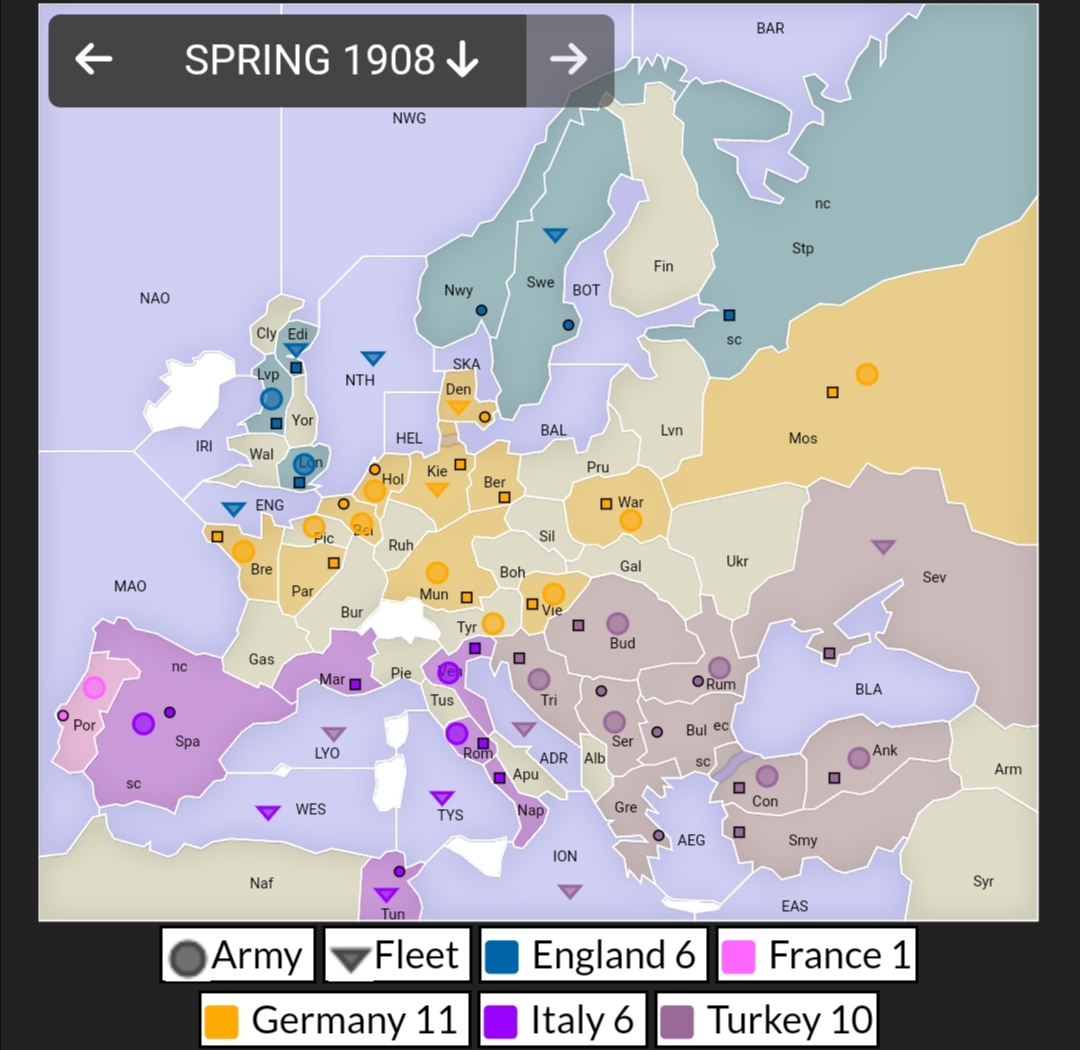 SPRING 1908
BAR
NWG
nc
Stp
Fin
NAO
Nwy
Swe
BOT
Cly
Edi
sc
NTH
SKA
Lvp
Den
Yor
IRI
HEL
BAL
Lvn
Mos
Wal
Lon
Hol
Kie
Ber
Pru
War
ENG
Pic
Bel
Ruh
Sil
Ukr
Gal
Bre
Par
Mun
Boh
Vie
Sev
MAO
Bur
Tyr
Bud
nc
Gas
Mar
Pie
Ven
Tus
Tri
Rum
BLA
Por
Spa
Ser
Bul
ec
sc
LYO
Rom
ADR
Alb
Ank
Arm
sc
Apu
Con
WES
TYS
Nap
Gre
AEG
Smy
ION
Naf
Syr
Tun
EAS
Army
Fleet
England 6
France 1
Germany 11
Italy 6
Turkey 10